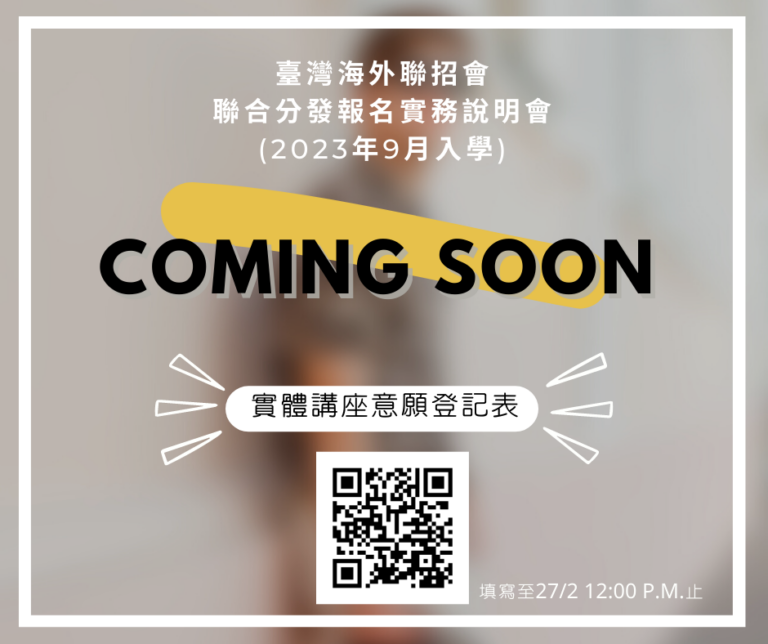 臺灣海外聯招會
聯合分發報名實務說明會
(2023年9月入學)
COMING SOON
實體講座意願登記表
填寫至27/2 12:00 P.M.止